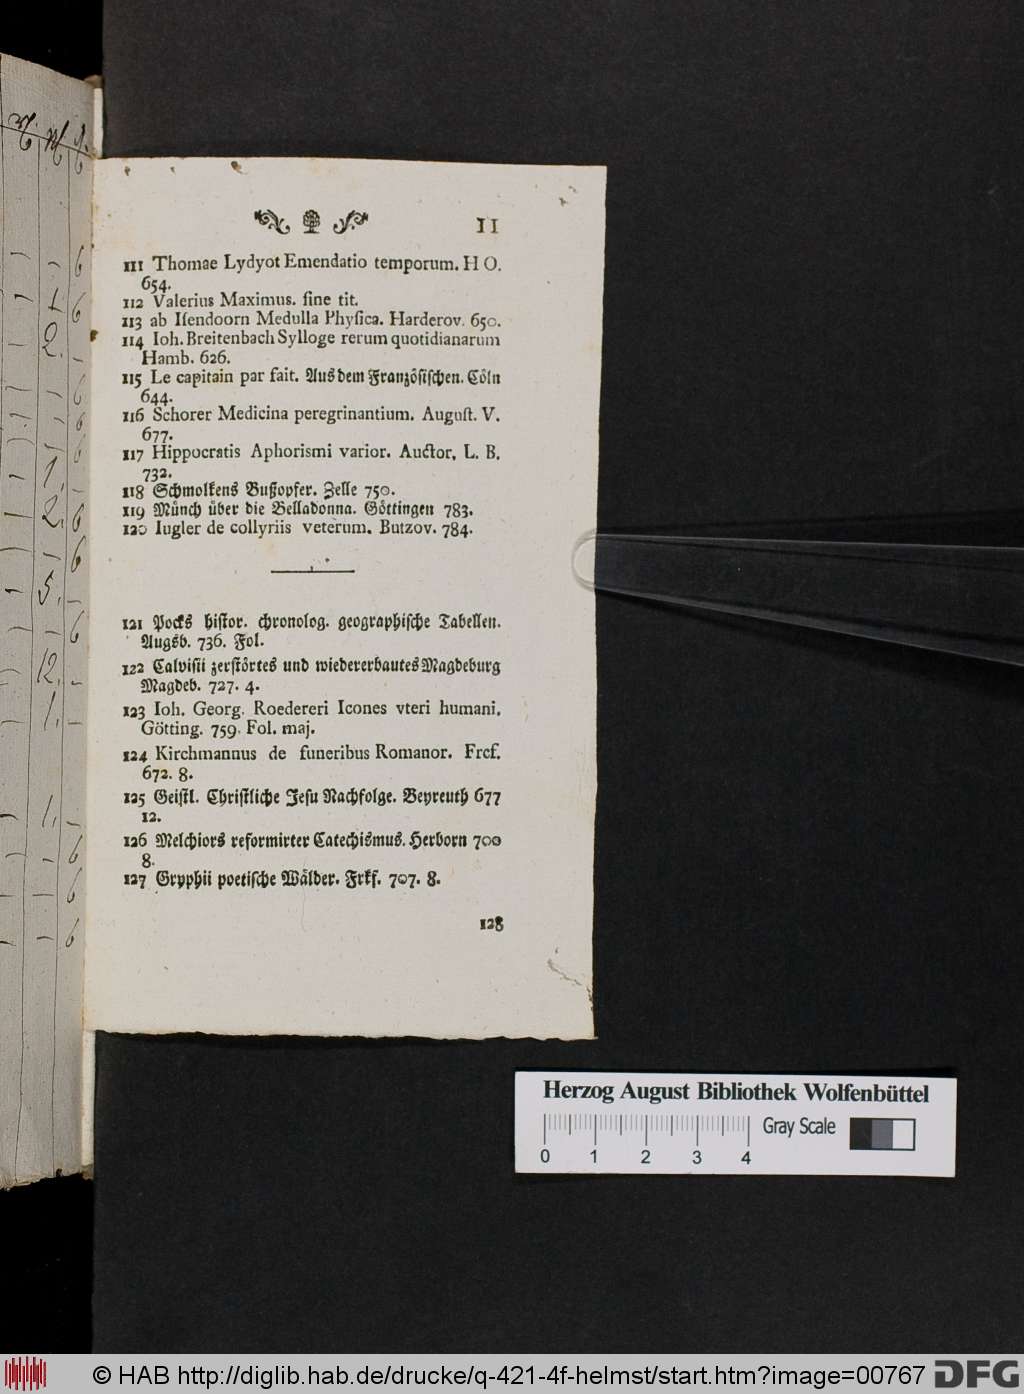 11
111 Thomae Lydyot Emendatio temporum. H O.
654.
112 Valerius Maximus. ſine tit.
113 ab Iſendoorn Medulla Phyſica. Harderov. 650.
114 Ioh. Breitenbach Sylloge rerum quotidianarum
Hamb. 626.
115 Le capitain par fait. Aus dem Französischen. Cöln
644.
116 Schorer Medicina peregrinantium. Auguſt. V.
677.
117 Hippocratis Aphorismi varior. Auctor. L. B.
732.
118 Schmolkens Bußopfer. Zelle 750.
119 Münch über die Belladonna. Göttingen 783.
120 Iugler de collyriis veterum. Butzov. 784.
121 Pocks hiſtor. chronolog. geographiſche Tabellen.
Augsb. 736. Fol.
122 Calviſii zerſtörtes und wiedererbautes Magdeburg
Magdeb. 727. 4.
123 Ioh. Georg. Roedereri Icones vteri humani.
Götting. 759. Fol. maj.
124 Kirchmannus de funeribus Romanor. Frcf.
672. 8.
125 Geiſtl. Chriſtliche Jeſu Nachfolge. Beyreuth 677
12.
126 Melchiors reformirter Catechismus. Herborn 700
8.
127 Gryphii poetiſche Wälder. Frkf. 707. 8.
128
Herzog August Bibliothek Wolfenbüttel
Gray Scale
0 1 2 3 4
© HAB http://diglib.hab.de/drucke/q-421-4f-helmst/start.htm?image=00767
DFG